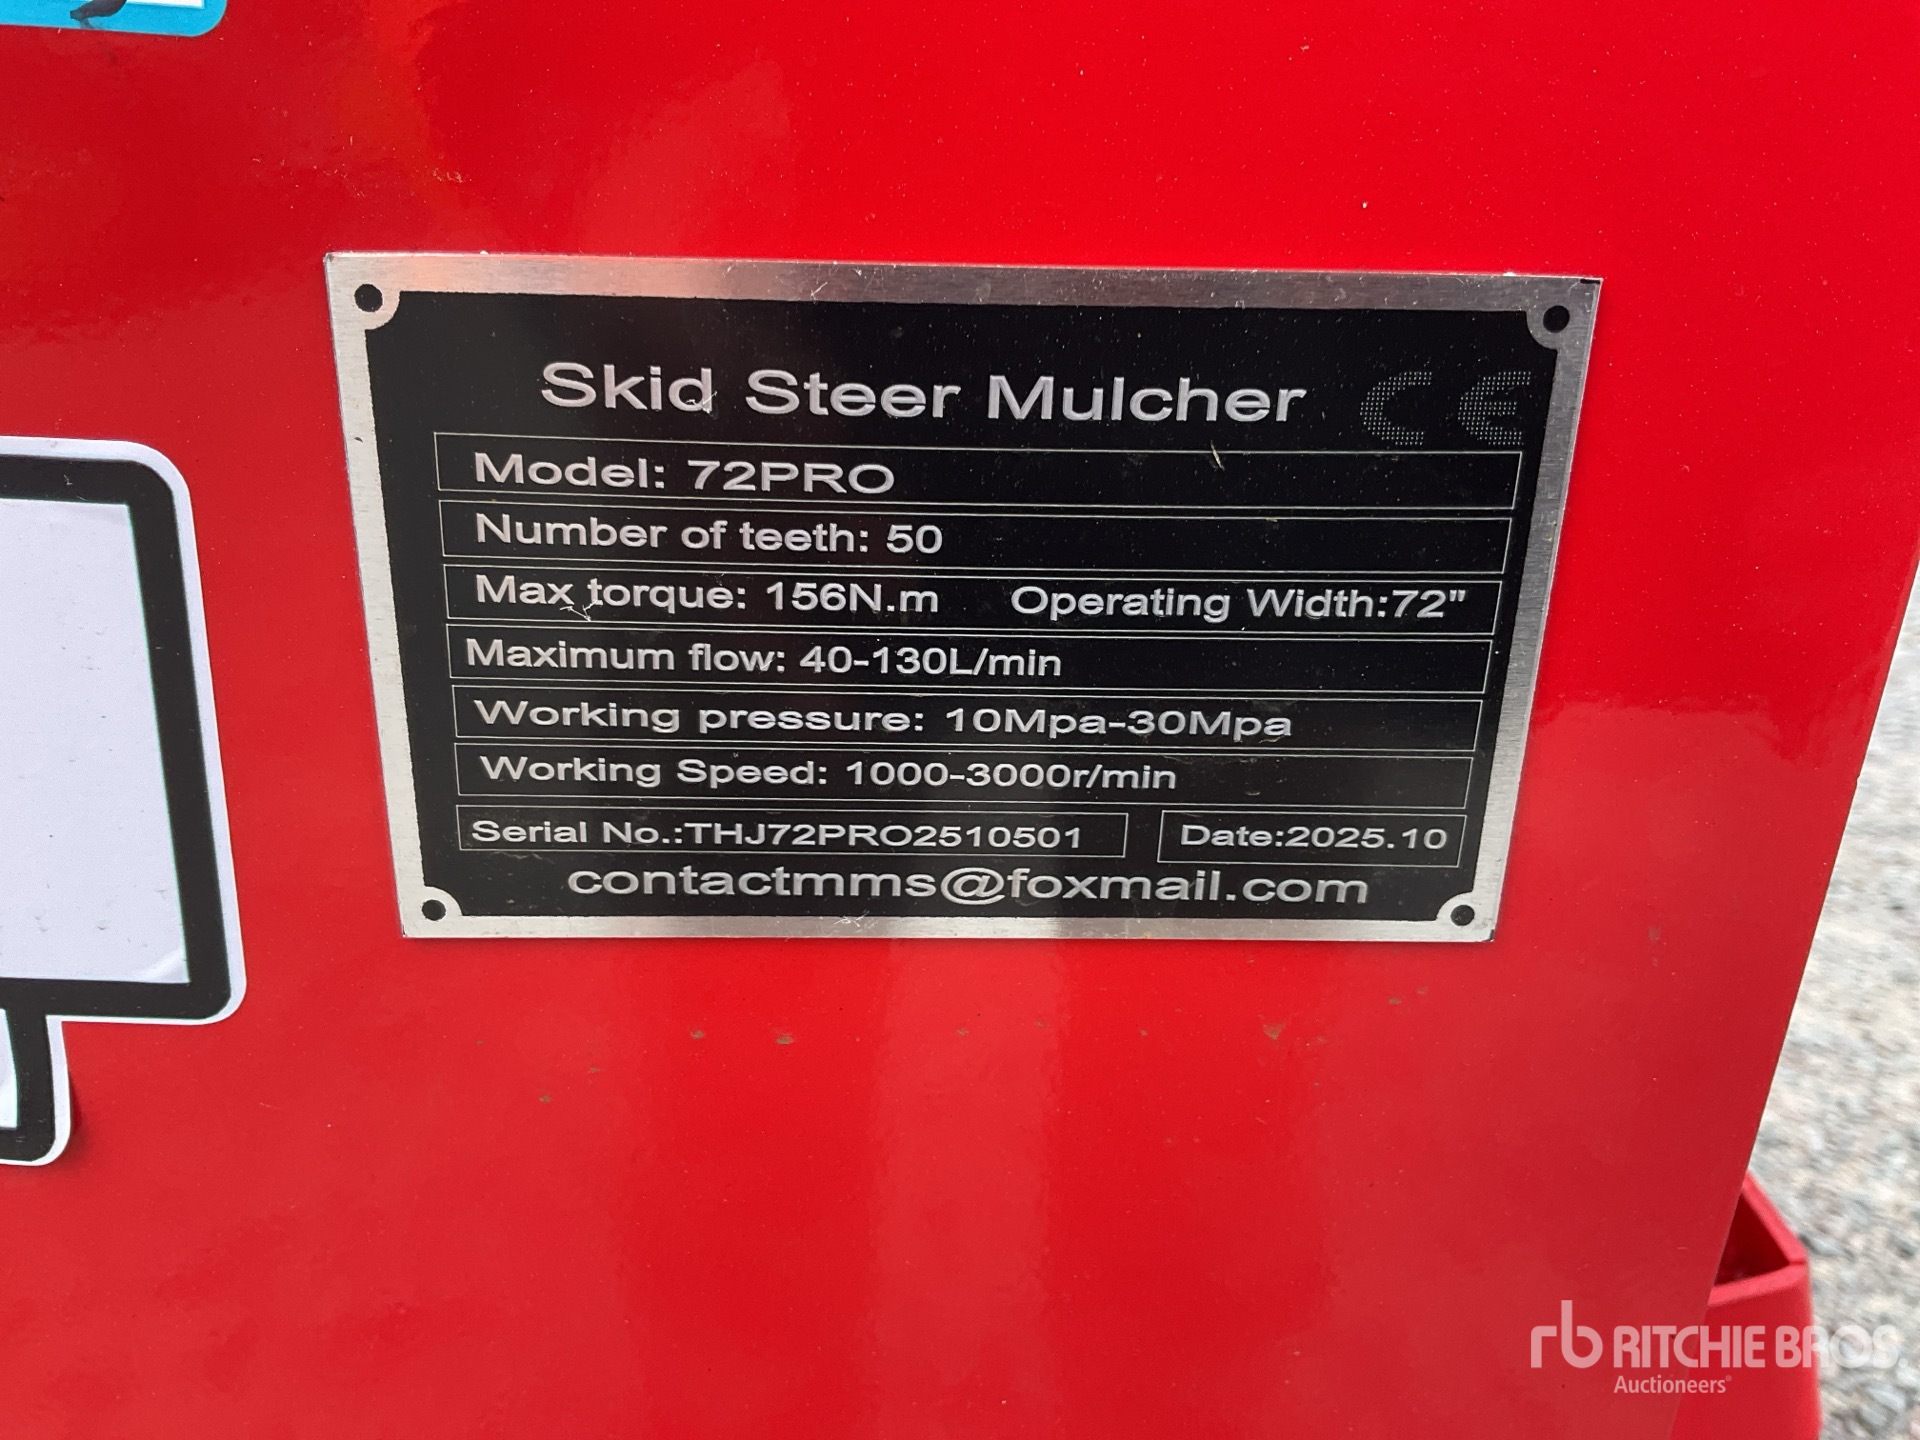 Skid Steer Mulcher CE
Model: 72PRO
Number of teeth: 50
Max torque: 156N.m Operating Width:72"
Maximum flow: 40-130L/min
Working pressure: 10Mpa-30Mpa
Working Speed: 1000-3000r/min
Serial No.:THJ72PRO2510501 Date:2025.10
contactmms@foxmail.com
rb RITCHIE BROS.
Auctioneers®